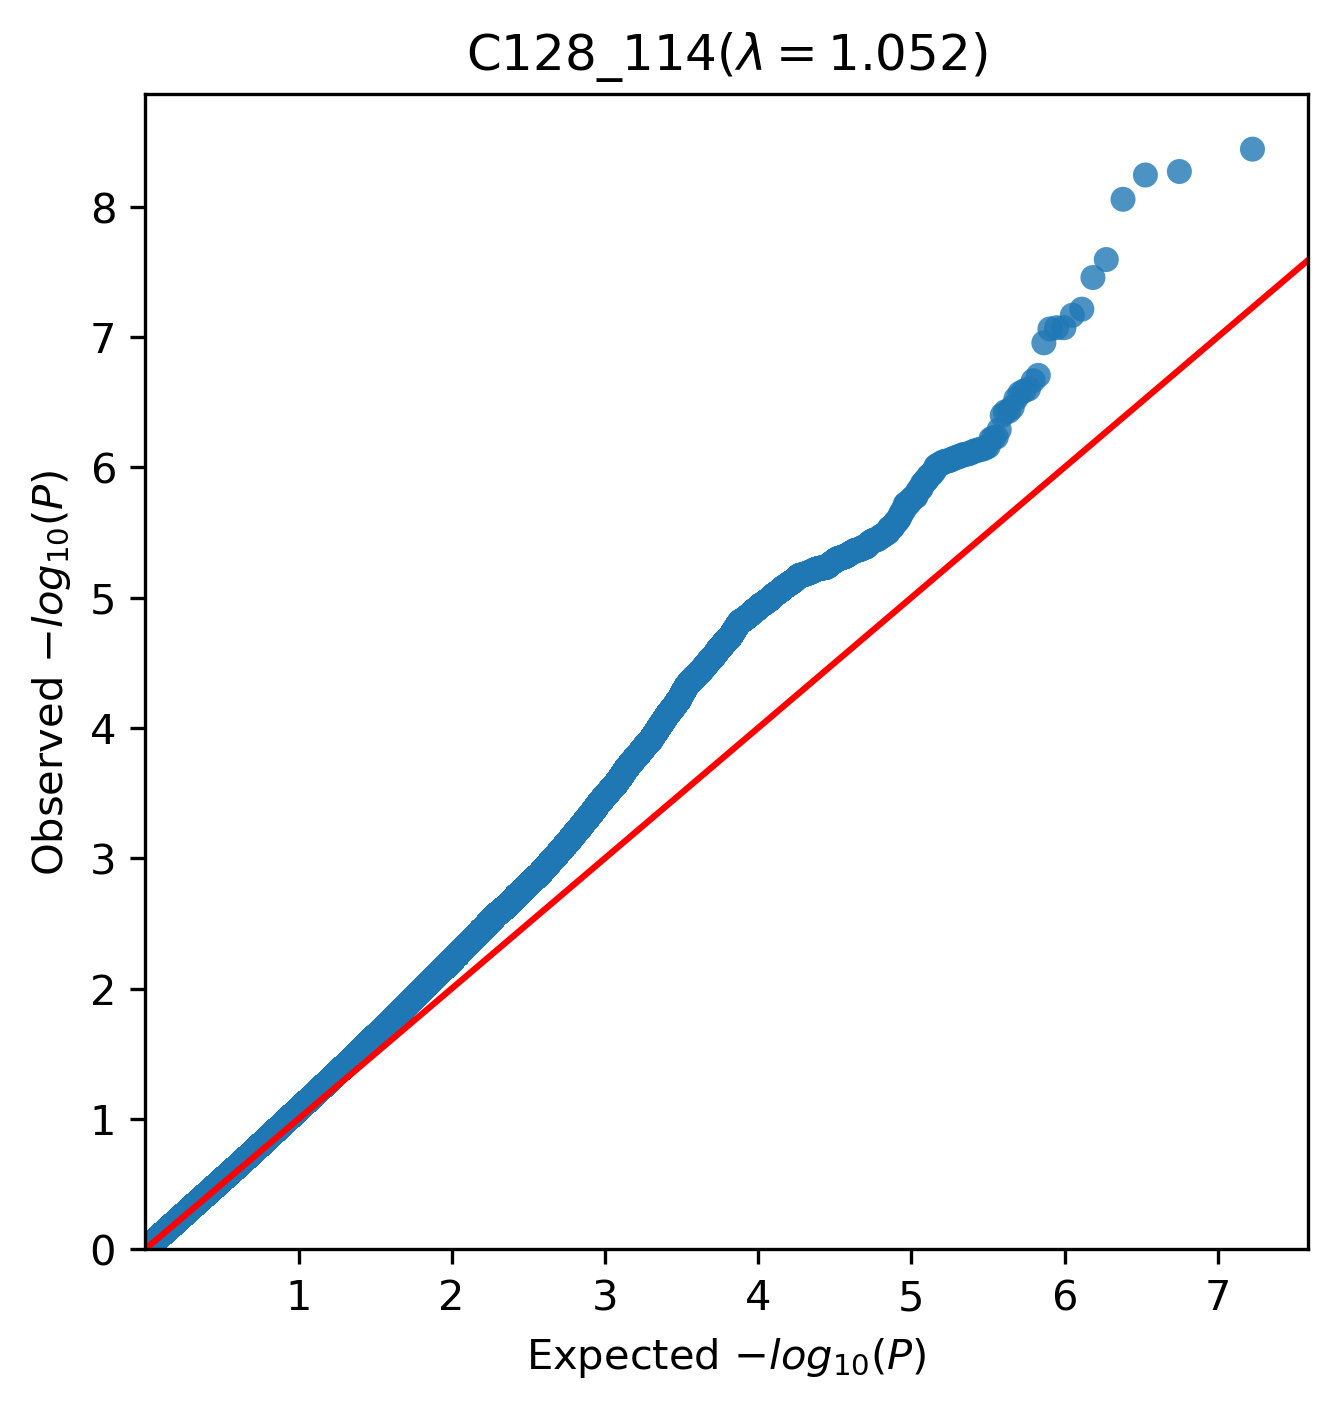 C128_114(λ = 1.052)
Observed −log₁₀(P)
8
7
6
5
4
3
2
1
0
1 2 3 4 5 6 7
Expected −log₁₀(P)